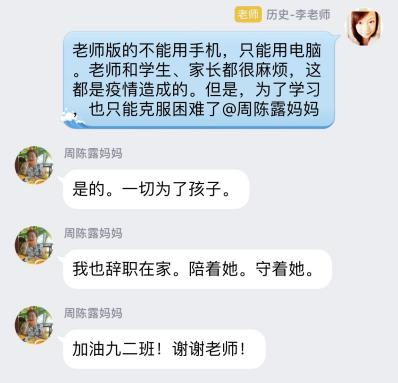 老师 历史-李老师
老师版的不能用手机，只能用电脑
。老师和学生、家长都很麻烦，这
都是疫情造成的。但是，为了学习
，也只能克服困难了@周陈露妈妈
周陈露妈妈
是的。一切为了孩子。
周陈露妈妈
我也辞职在家。陪着她。守着她。
周陈露妈妈
加油九二班！谢谢老师！